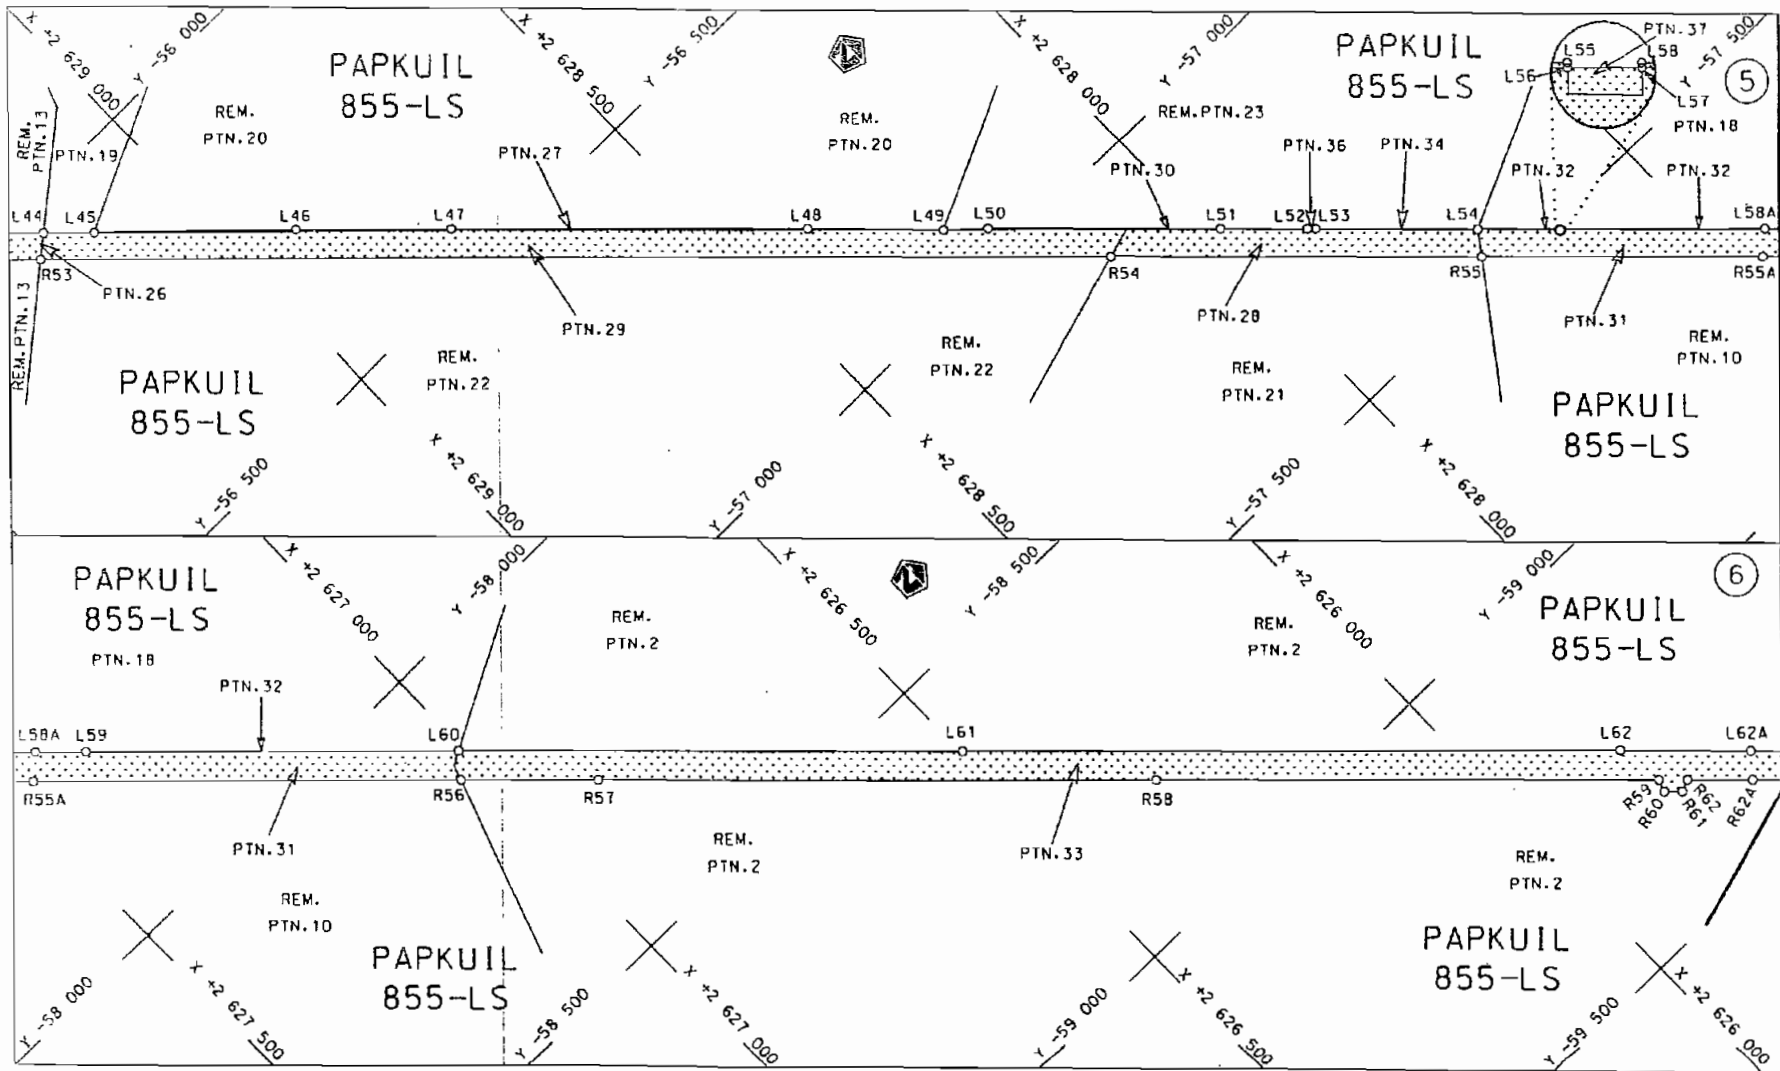 X +2 629 000
Y -56 000
PAPKUIL
855-LS
X +2 628 500
Y -56 500
X +2 628 000
Y -57 000
PAPKUIL
855-LS
PTN.37
L55
L58
L56
L57
Y -57 500
5
REM.
PTN.13
PTN.19
REM.
PTN.20
PTN.27
REM.
PTN.20
REM.PTN.23
PTN.30
PTN.36
PTN.34
PTN.18
PTN.32
PTN.32
L44
L45
L46
L47
L48
L49
L50
L51
L52
L53
L54
L58A
R53
R54
R55
R55A
REM.PTN.13
PTN.26
PTN.29
PTN.28
PTN.31
REM.
PTN.22
REM.
PTN.22
REM.
PTN.21
REM.
PTN.10
PAPKUIL
855-LS
PAPKUIL
855-LS
Y -56 500
X +2 629 000
Y -57 000
X +2 628 500
Y -57 500
X +2 628 000
PAPKUIL
855-LS
PTN.18
X +2 627 000
Y -58 000
REM.
PTN.2
X +2 626 500
Y -58 500
REM.
PTN.2
X +2 626 000
Y -59 000
PAPKUIL
855-LS
6
PTN.32
L58A
L59
L60
L61
L62
L62A
R55A
R56
R57
R58
R59
R60
R61
R62
R62A
PTN.31
REM.
PTN.10
REM.
PTN.2
PTN.33
REM.
PTN.2
PAPKUIL
855-LS
PAPKUIL
855-LS
Y -58 000
X +2 627 500
Y -58 500
X +2 627 000
Y -59 000
X +2 626 500
Y -59 500
X +2 626 000